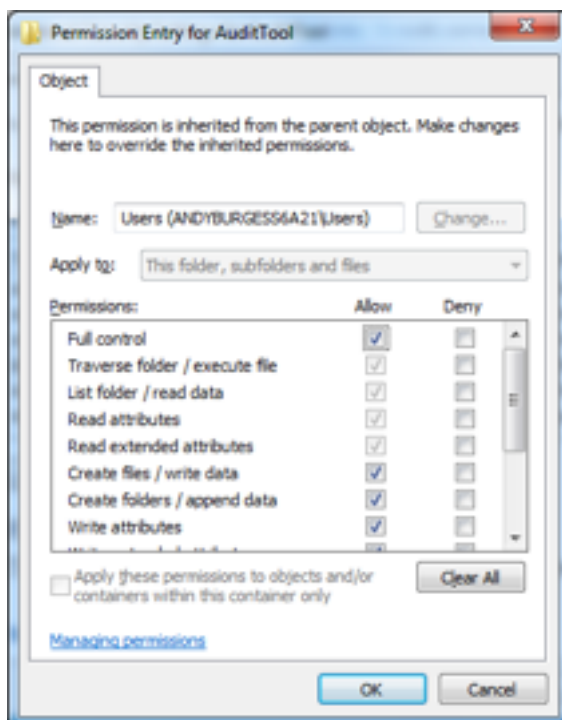 Permission Entry for AuditTool
Object
This permission is inherited from the parent object. Make changes
here to override the inherited permissions.
Name: Users (ANDYBURGESS6A21\Users) Change...
Apply to: This folder, subfolders and files
Permissions: Allow Deny
Full control
Traverse folder / execute file
List folder / read data
Read attributes
Read extended attributes
Create files / write data
Create folders / append data
Write attributes
Apply these permissions to objects and/or
containers within this container only
Clear All
Managing permissions
OK Cancel